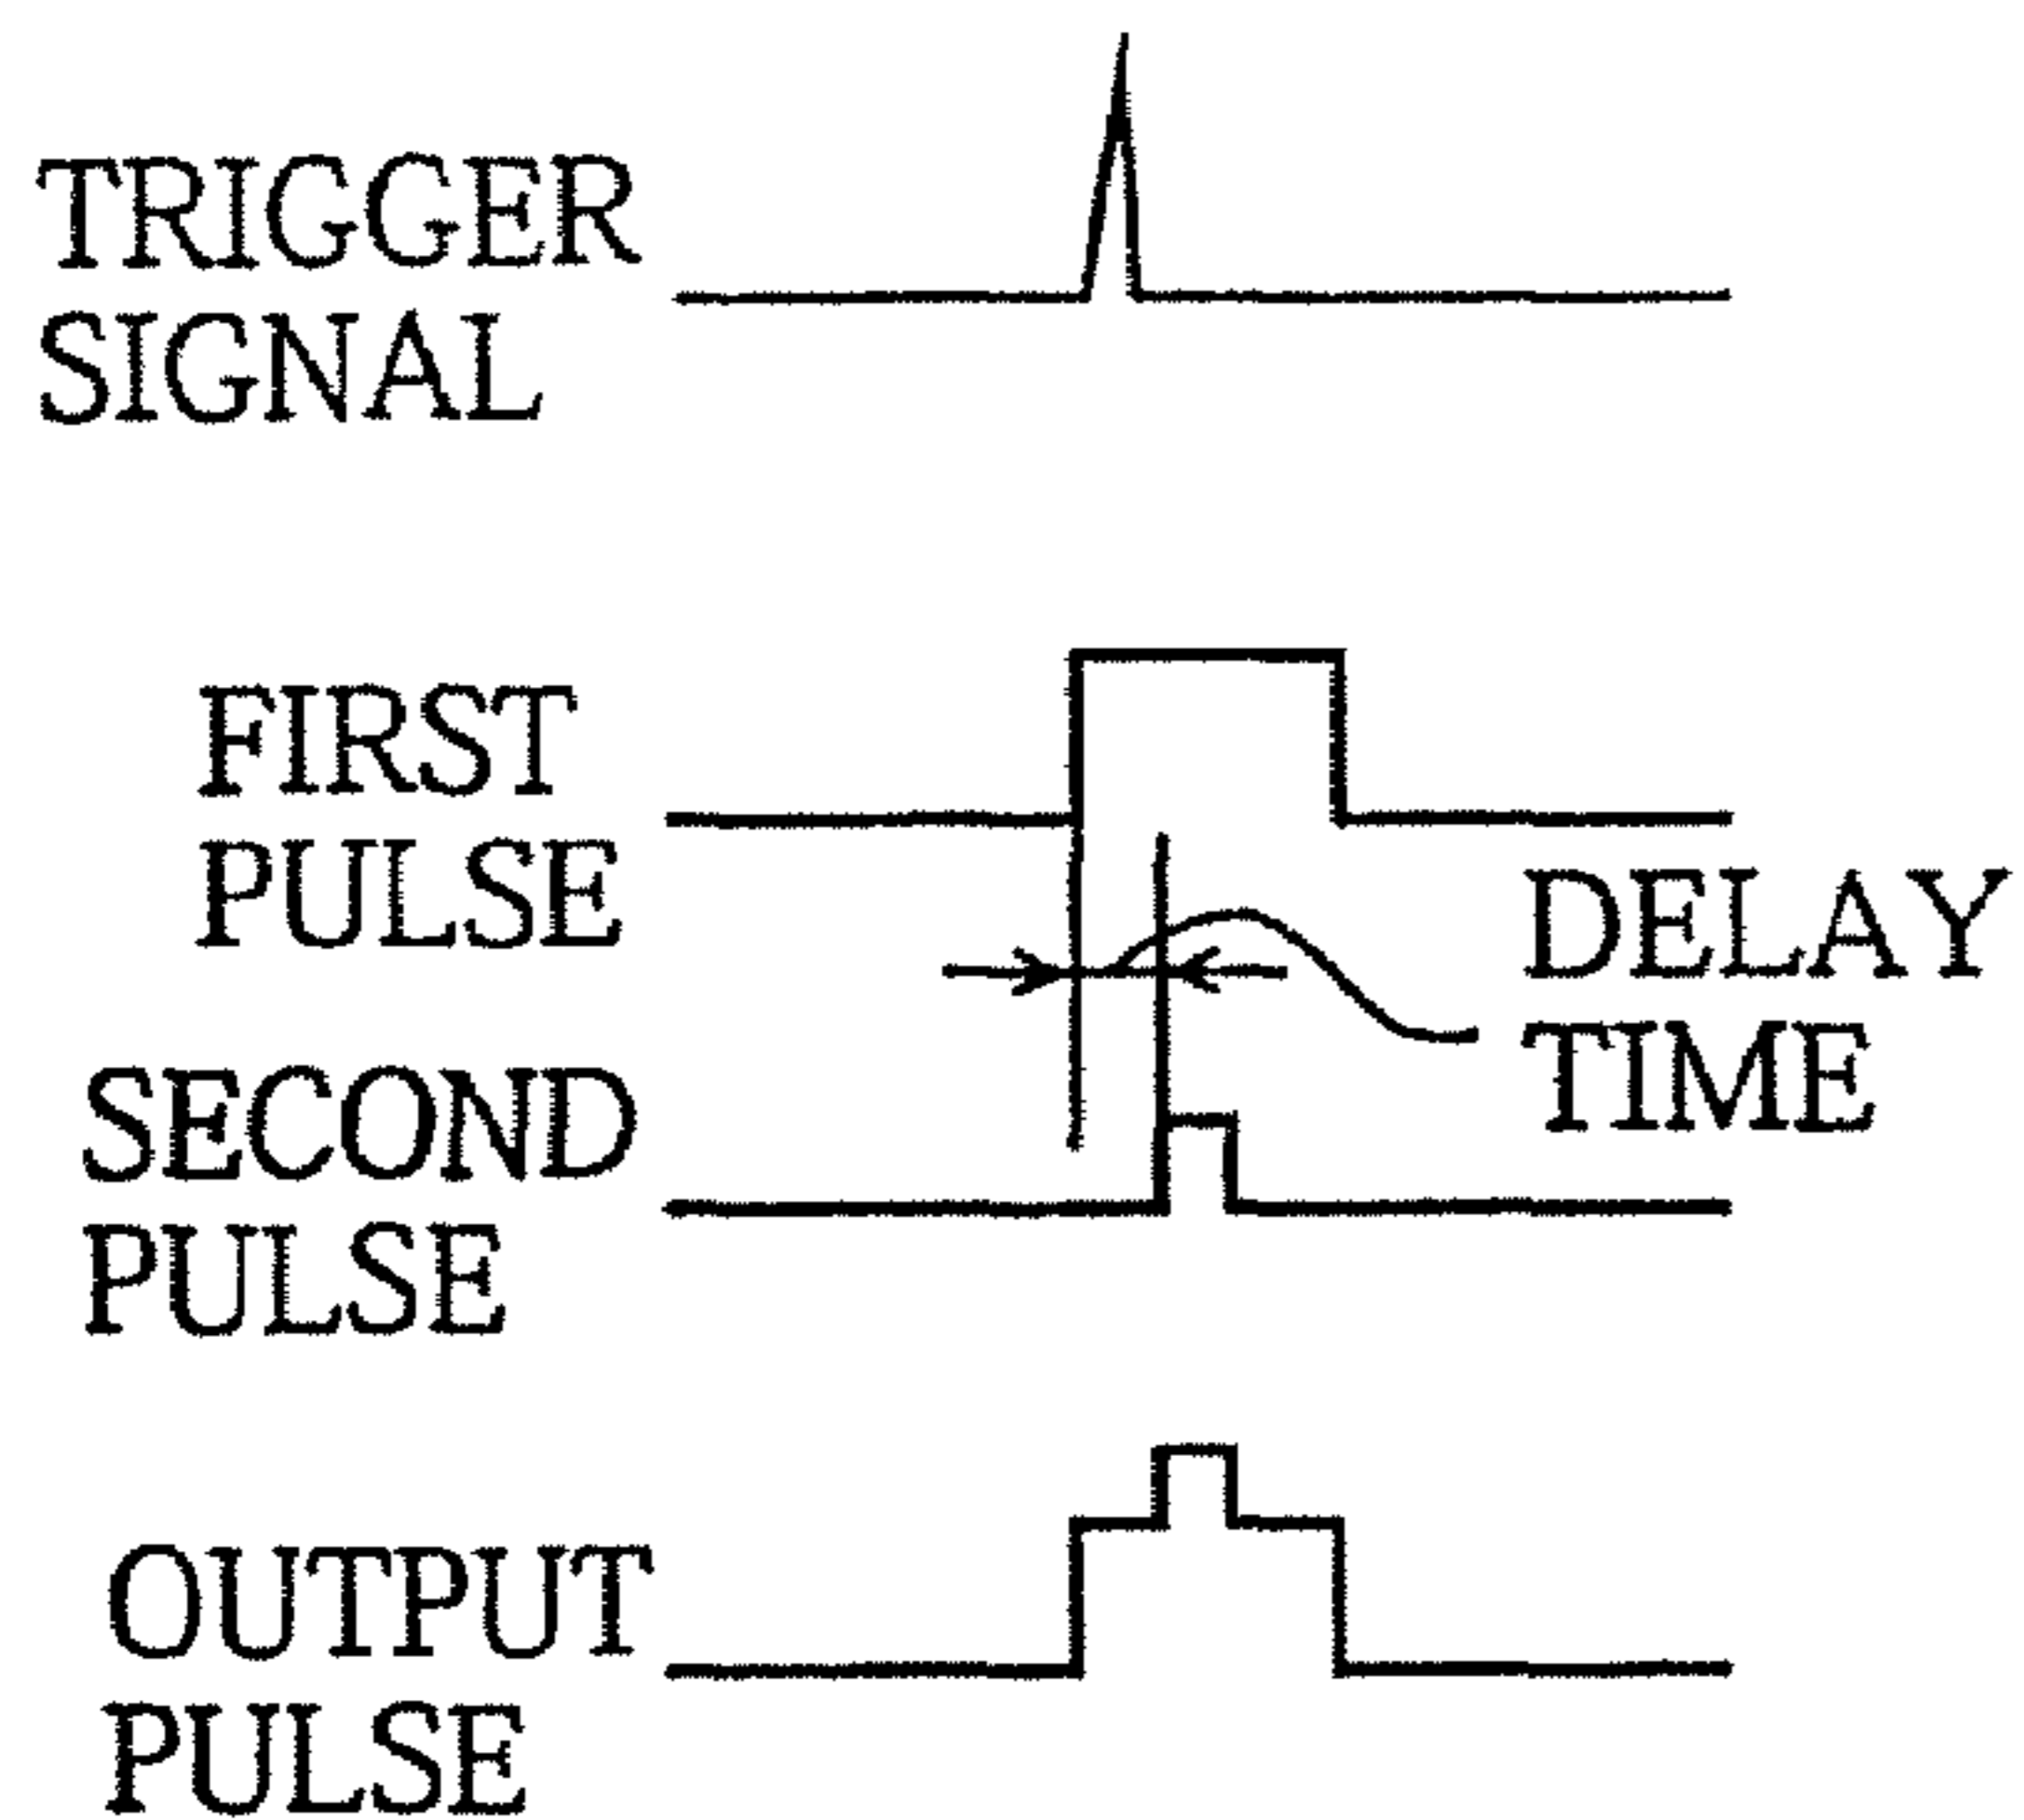 TRIGGER
SIGNAL
FIRST
PULSE
DELAY
TIME
SECOND
PULSE
OUTPUT
PULSE